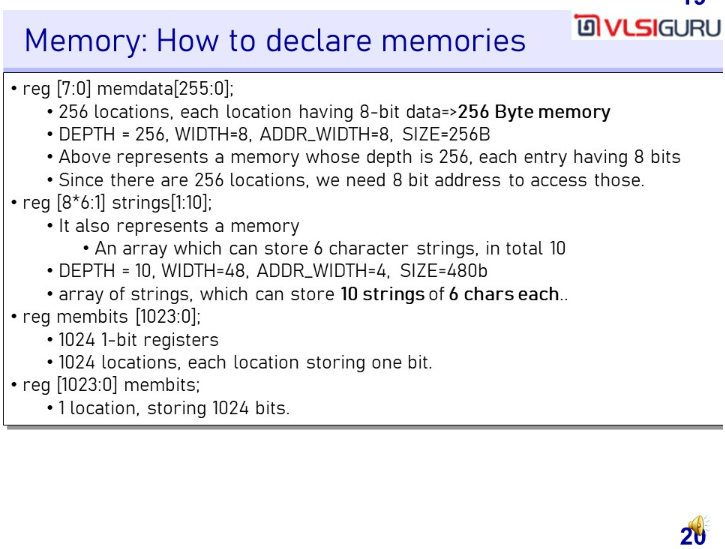 19
VLSIGURU
Memory: How to declare memories
• reg [7:0] memdata[255:0];
• 256 locations, each location having 8-bit data=>256 Byte memory
• DEPTH = 256, WIDTH=8, ADDR_WIDTH=8, SIZE=256B
• Above represents a memory whose depth is 256, each entry having 8 bits
• Since there are 256 locations, we need 8 bit address to access those.
• reg [8*6:1] strings[1:10];
• It also represents a memory
• An array which can store 6 character strings, in total 10
• DEPTH = 10, WIDTH=48, ADDR_WIDTH=4, SIZE=480b
• array of strings, which can store 10 strings of 6 chars each..
• reg membits [1023:0];
• 1024 1-bit registers
• 1024 locations, each location storing one bit.
• reg [1023:0] membits;
• 1 location, storing 1024 bits.
20